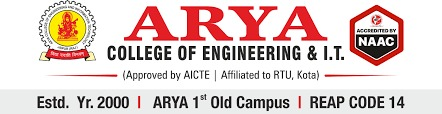 ARYA
COLLEGE OF ENGINEERING & I.T.
(Approved by AICTE | Affiliated to RTU, Kota)
ACCREDITED BY
NAAC
Estd. Yr. 2000 | ARYA 1st Old Campus | REAP CODE 14